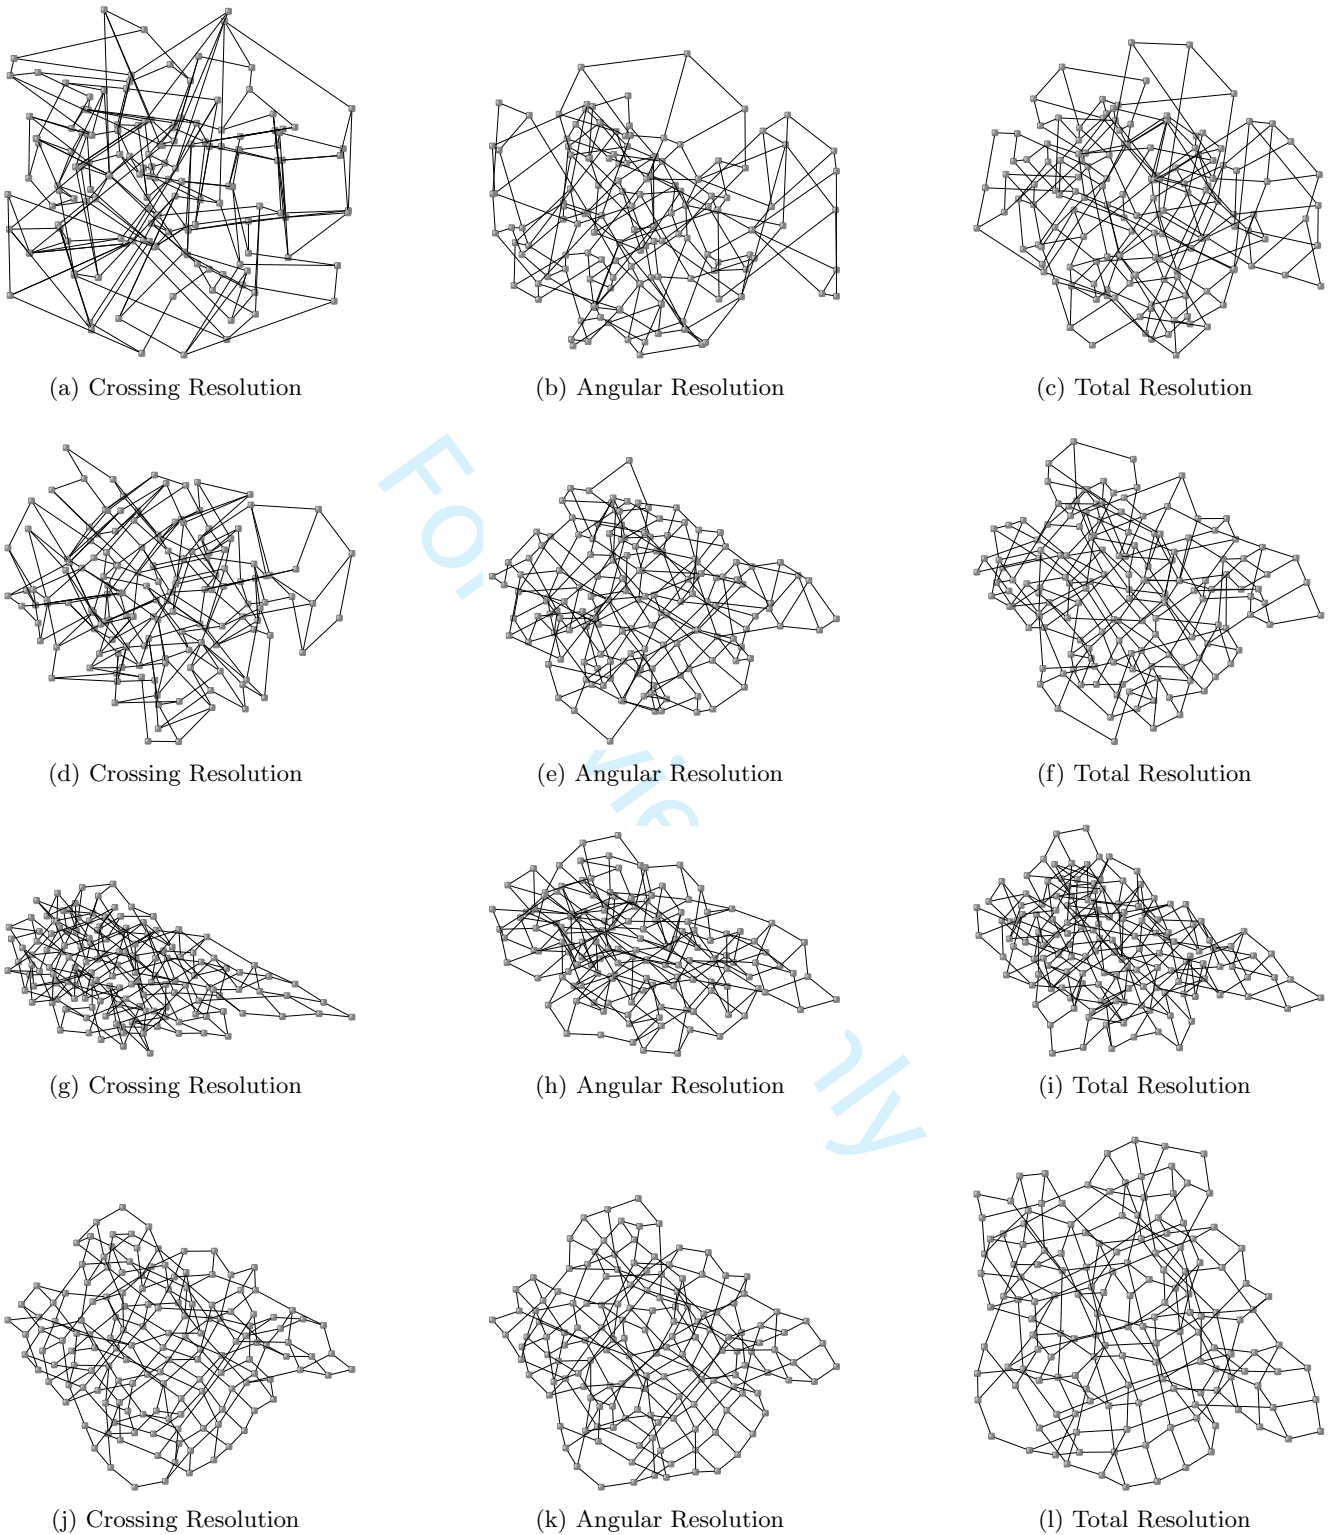 (a) Crossing Resolution
(b) Angular Resolution
(c) Total Resolution
(d) Crossing Resolution
(e) Angular Resolution
(f) Total Resolution
(g) Crossing Resolution
(h) Angular Resolution
(i) Total Resolution
(j) Crossing Resolution
(k) Angular Resolution
(l) Total Resolution